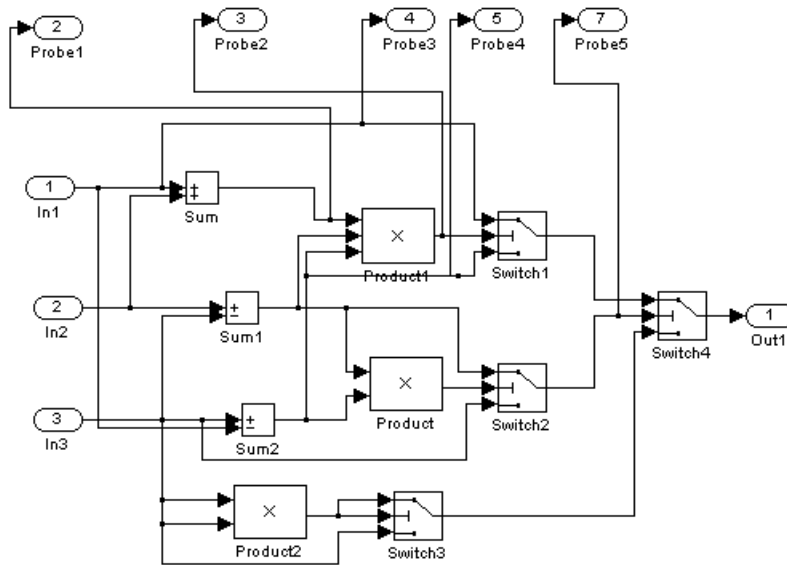 2
3
4
5
7
Probe1
Probe2
Probe3
Probe4
Probe5
1
In1
Sum
Product1
Switch1
2
In2
Sum1
1
Out1
Switch4
Product
Switch2
3
In3
Sum2
Product2
Switch3